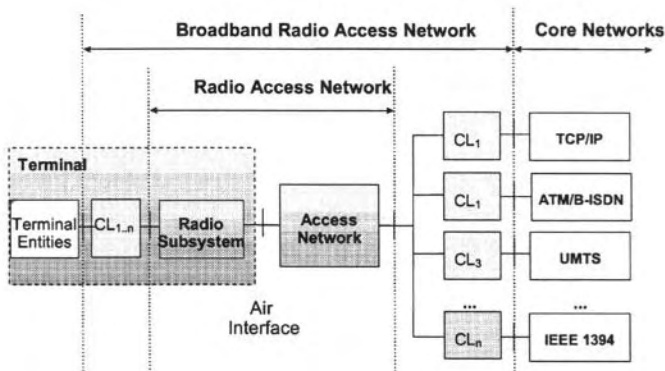 Broadband Radio Access Network
Core Networks
Radio Access Network
Terminal
Terminal
Entities
CL1..n
Radio
Subsystem
Access
Network
Air
Interface
CL1
TCP/IP
CL1
ATM/B-ISDN
CL3
UMTS
...
...
CLn
IEEE 1394